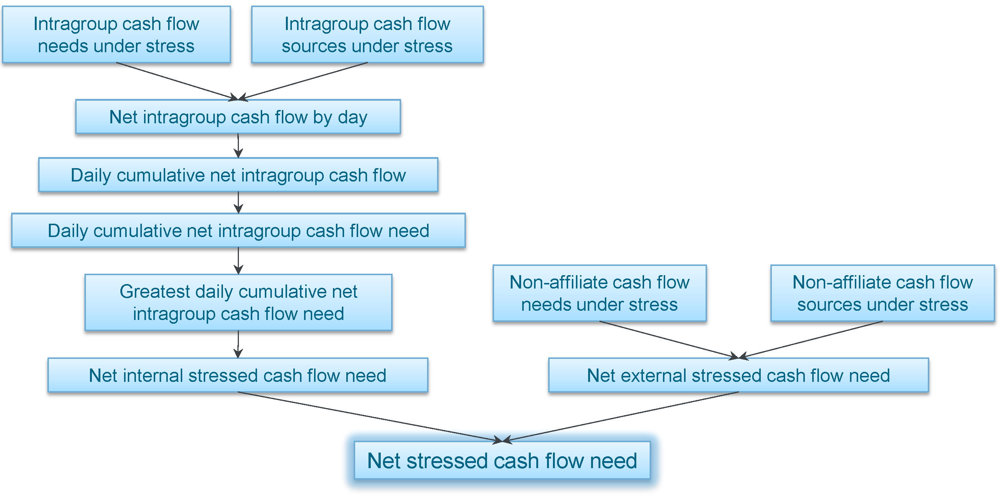 Intragroup cash flow
needs under stress
Intragroup cash flow
sources under stress
Net intragroup cash flow by day
Daily cumulative net intragroup cash flow
Daily cumulative net intragroup cash flow need
Greatest daily cumulative net
intragroup cash flow need
Non-affiliate cash flow
needs under stress
Non-affiliate cash flow
sources under stress
Net internal stressed cash flow need
Net external stressed cash flow need
Net stressed cash flow need